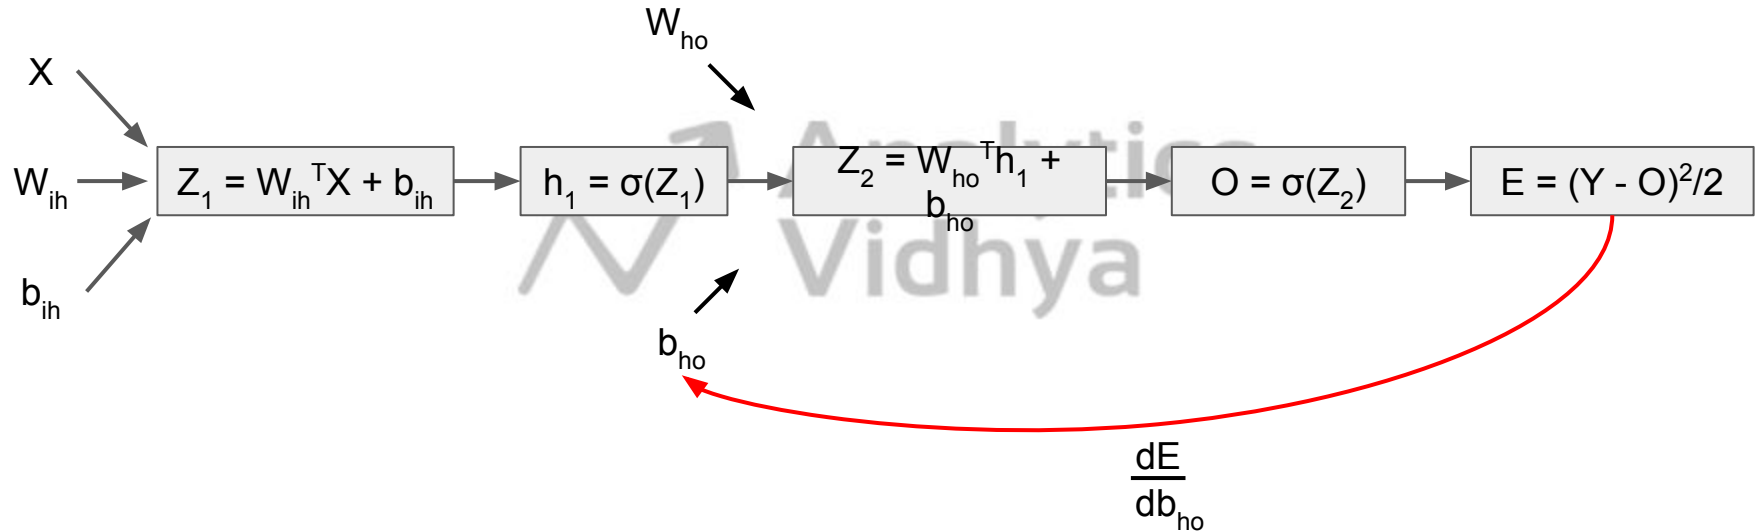 W_ho
X
W_ih
b_ih
Z_1 = W_ih^T X + b_ih
h_1 = σ(Z_1)
Z_2 = W_ho^T h_1 +
b_ho
O = σ(Z_2)
E = (Y - O)^2/2
Analytics
Vidhya
b_ho
dE
db_ho